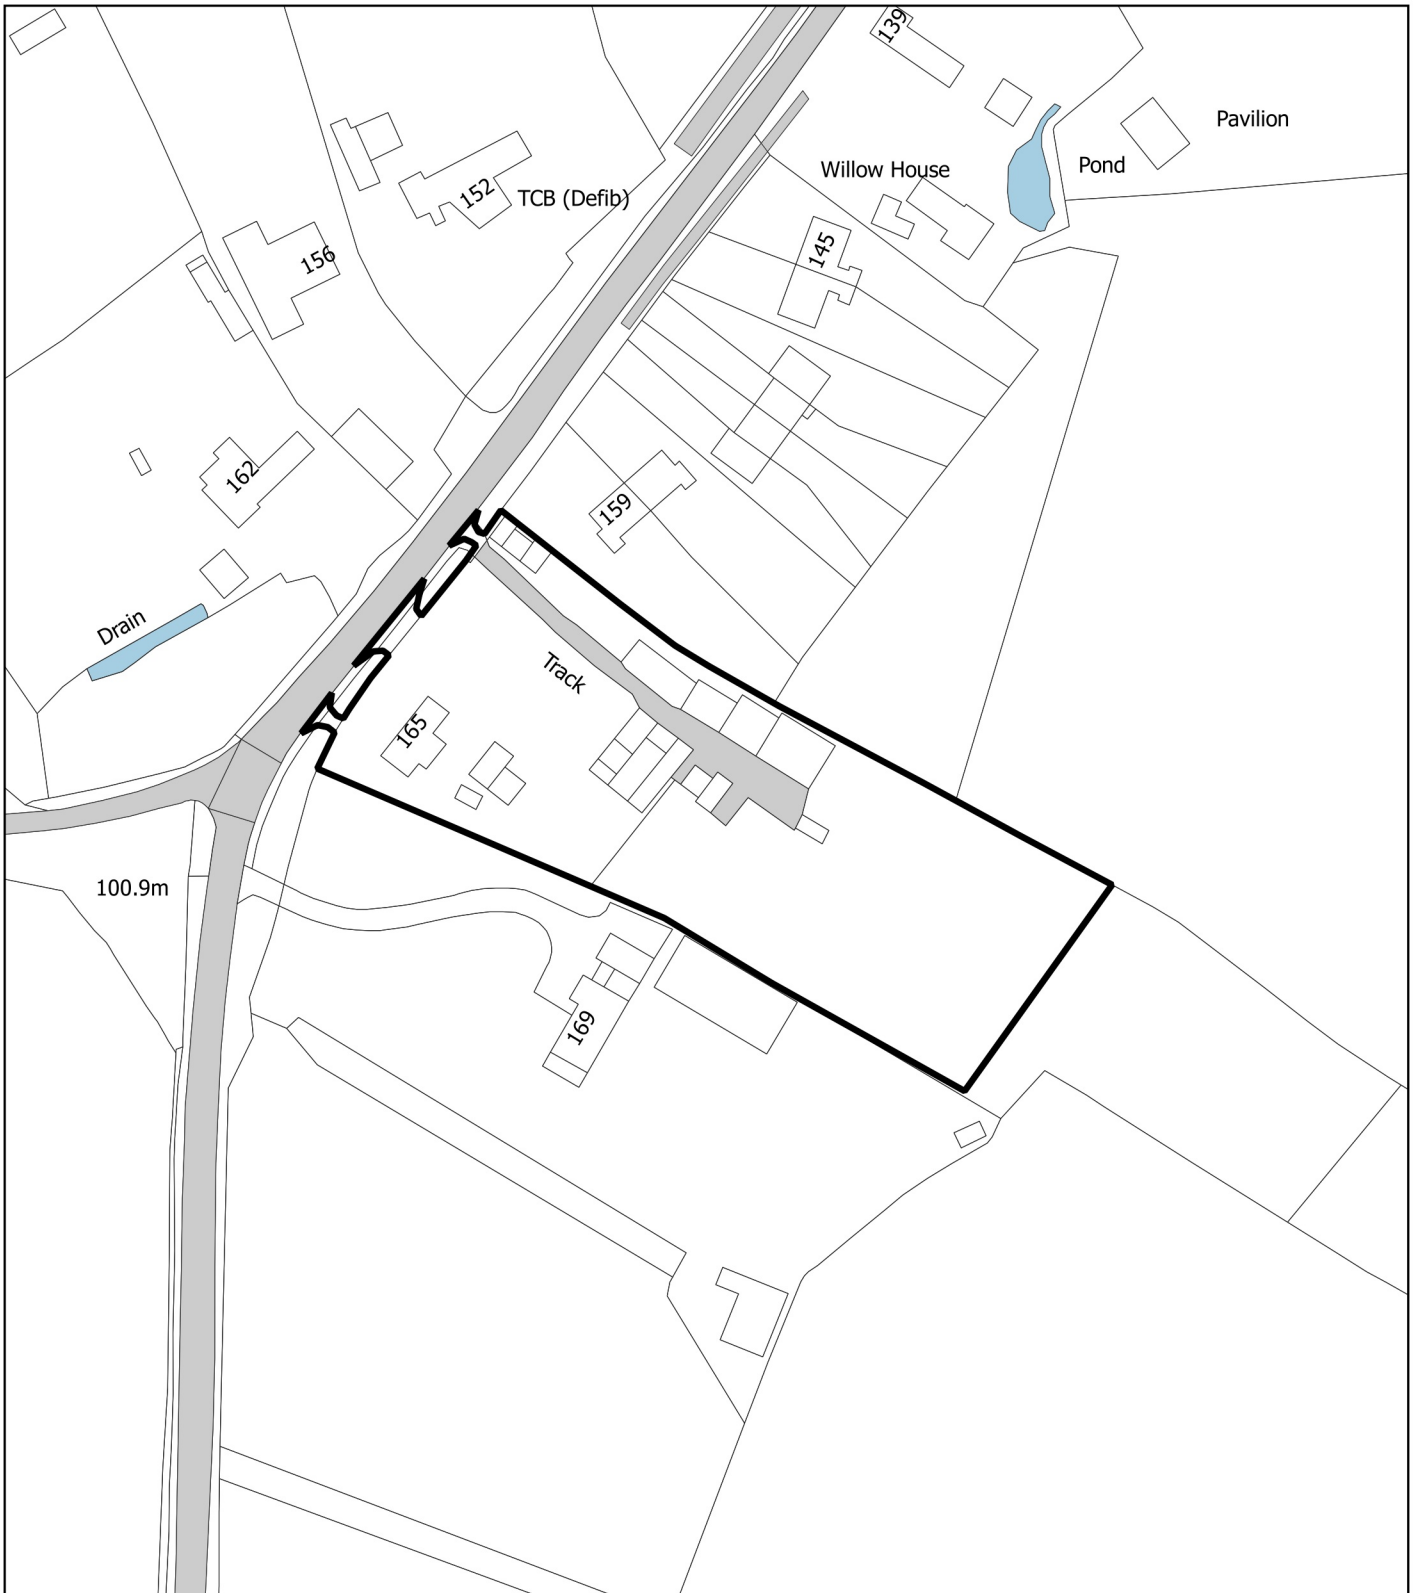 139
Pavilion
Pond
Willow House
152
TCB (Defib)
145
156
162
159
Drain
Track
165
100.9m
169